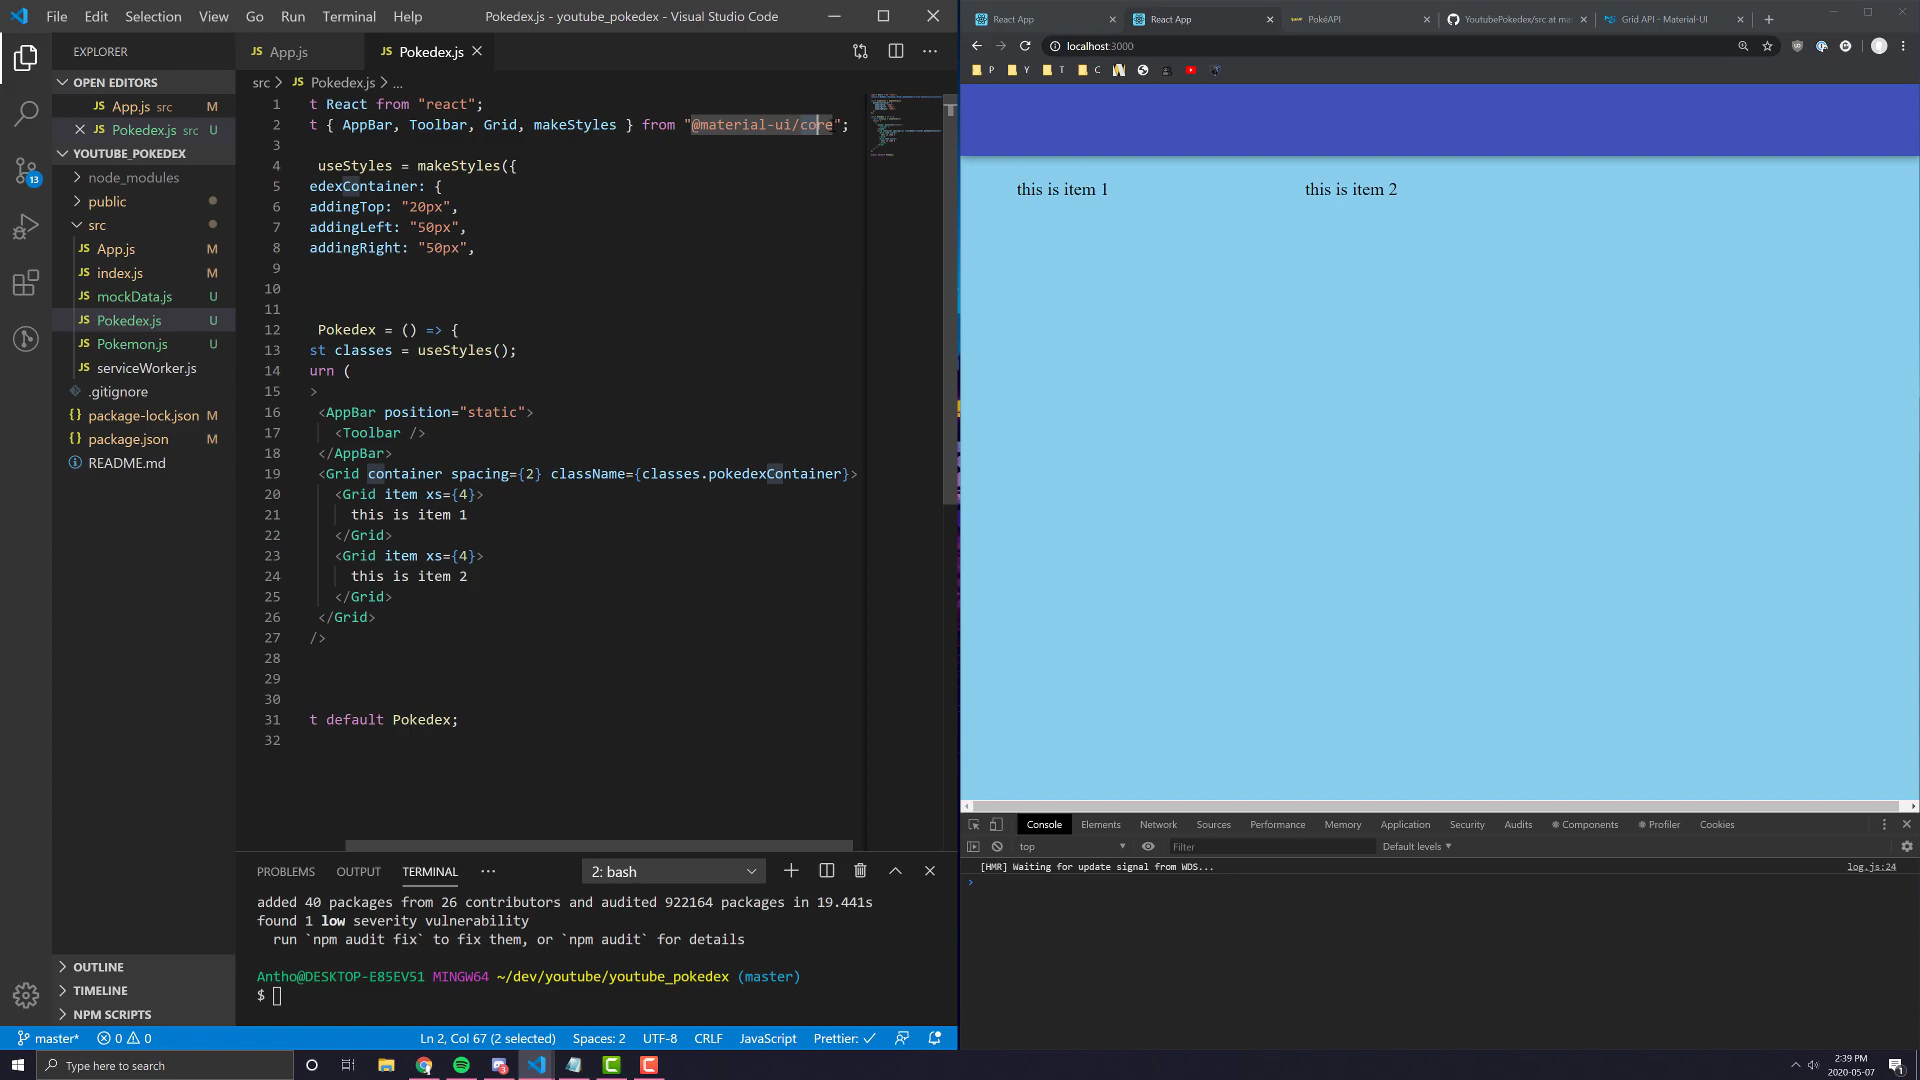 File Edit Selection View Go Run Terminal Help
Pokedex.js - youtube_pokedex - Visual Studio Code
EXPLORER
OPEN EDITORS
App.js src M
Pokedex.js src U
YOUTUBE_POKEDEX
node_modules
public
src
JS App.js M
JS index.js M
JS mockData.js U
JS Pokedex.js U
JS Pokemon.js U
JS serviceWorker.js
.gitignore
{} package-lock.json M
{} package.json M
README.md
OUTLINE
TIMELINE
NPM SCRIPTS
13
JS App.js
JS Pokedex.js
src > JS Pokedex.js > ...
1 t React from "react";
2 t { AppBar, Toolbar, Grid, makeStyles } from "@material-ui/core";
3
4 useStyles = makeStyles({
5 edexContainer: {
6 addingTop: "20px",
7 addingLeft: "50px",
8 addingRight: "50px",
9
10
11
12 Pokedex = () => {
13 st classes = useStyles();
14 urn (
15 >
16 <AppBar position="static">
17 <Toolbar />
18 </AppBar>
19 <Grid container spacing={2} className={classes.pokedexContainer}>
20 <Grid item xs={4}>
21 this is item 1
22 </Grid>
23 <Grid item xs={4}>
24 this is item 2
25 </Grid>
26 </Grid>
27 />
28
29
30
31 t default Pokedex;
32
PROBLEMS OUTPUT TERMINAL ... 2: bash
added 40 packages from 26 contributors and audited 922164 packages in 19.441s
found 1 low severity vulnerability
run `npm audit fix` to fix them, or `npm audit` for details
Antho@DESKTOP-E85EV51 MINGW64 ~/dev/youtube/youtube_pokedex (master)
$
master* 0 0 Ln 2, Col 67 (2 selected) Spaces: 2 UTF-8 CRLF JavaScript Prettier: ✓
React App
React App
PokéAPI
YoutubePokedex/src at ma
Grid API - Material-UI
localhost:3000
P Y T C
this is item 1 this is item 2
Console Elements Network Sources Performance Memory Application Security Audits Components Profiler Cookies
top Filter Default levels
[HMR] Waiting for update signal from WDS... log.js:24
Type here to search
2:39 PM
2020-05-07